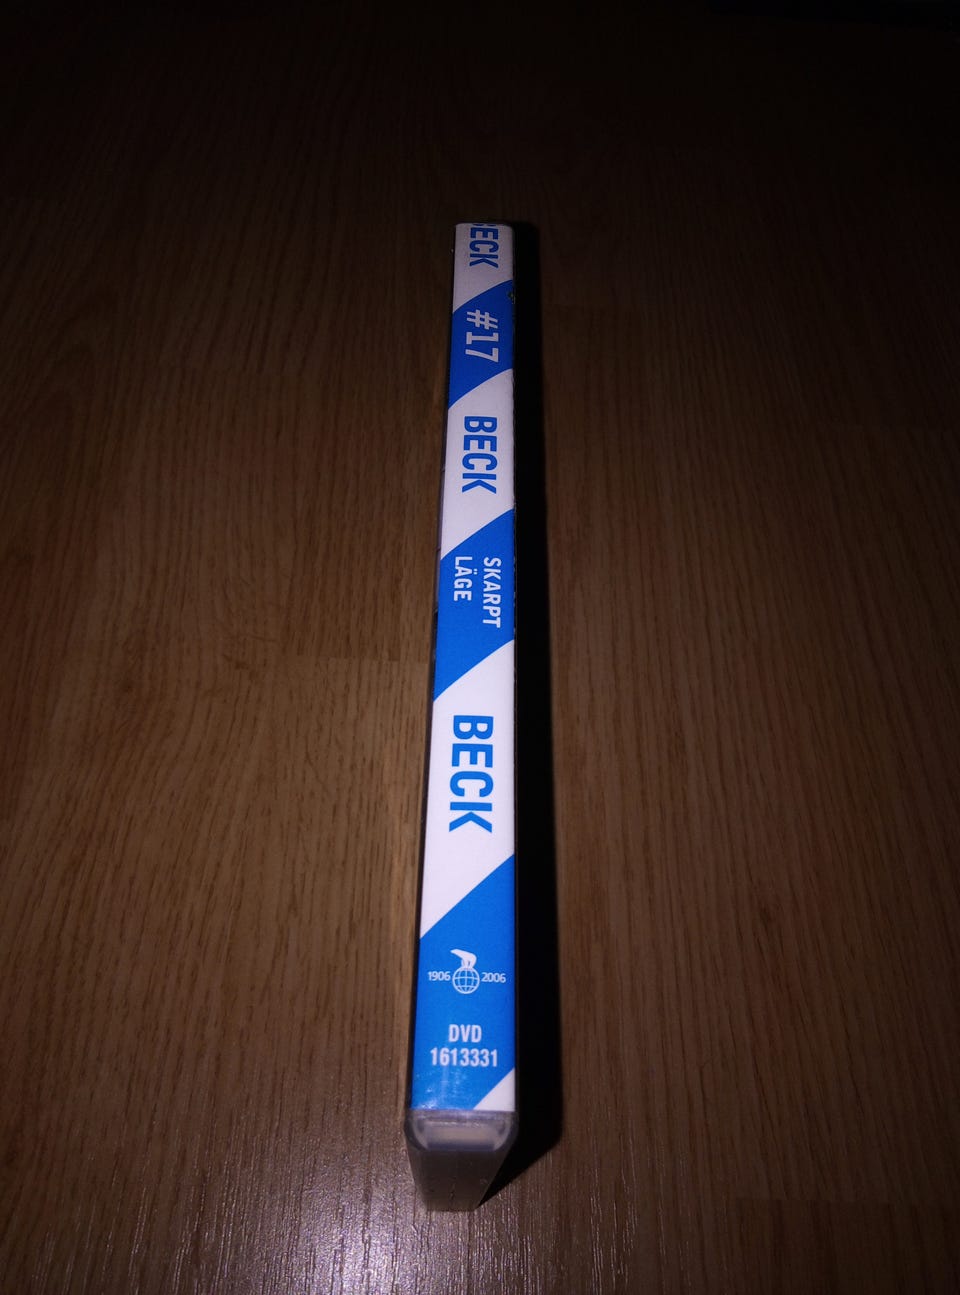 BECK
#17
BECK
SKARPT
LÄGE
BECK
1906 2006
DVD
1613331